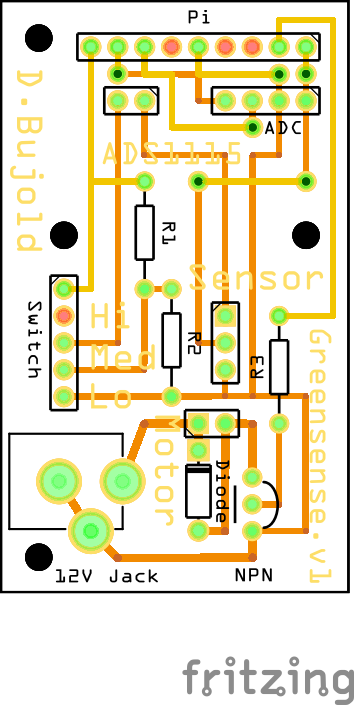 Pi
D.Bujold
ADC
ADS1115
R1
Sensor
Switch
Hi
R2
Med
R3
Lo
Greensense.v1
Motor
Diode
12V Jack
NPN
fritzing